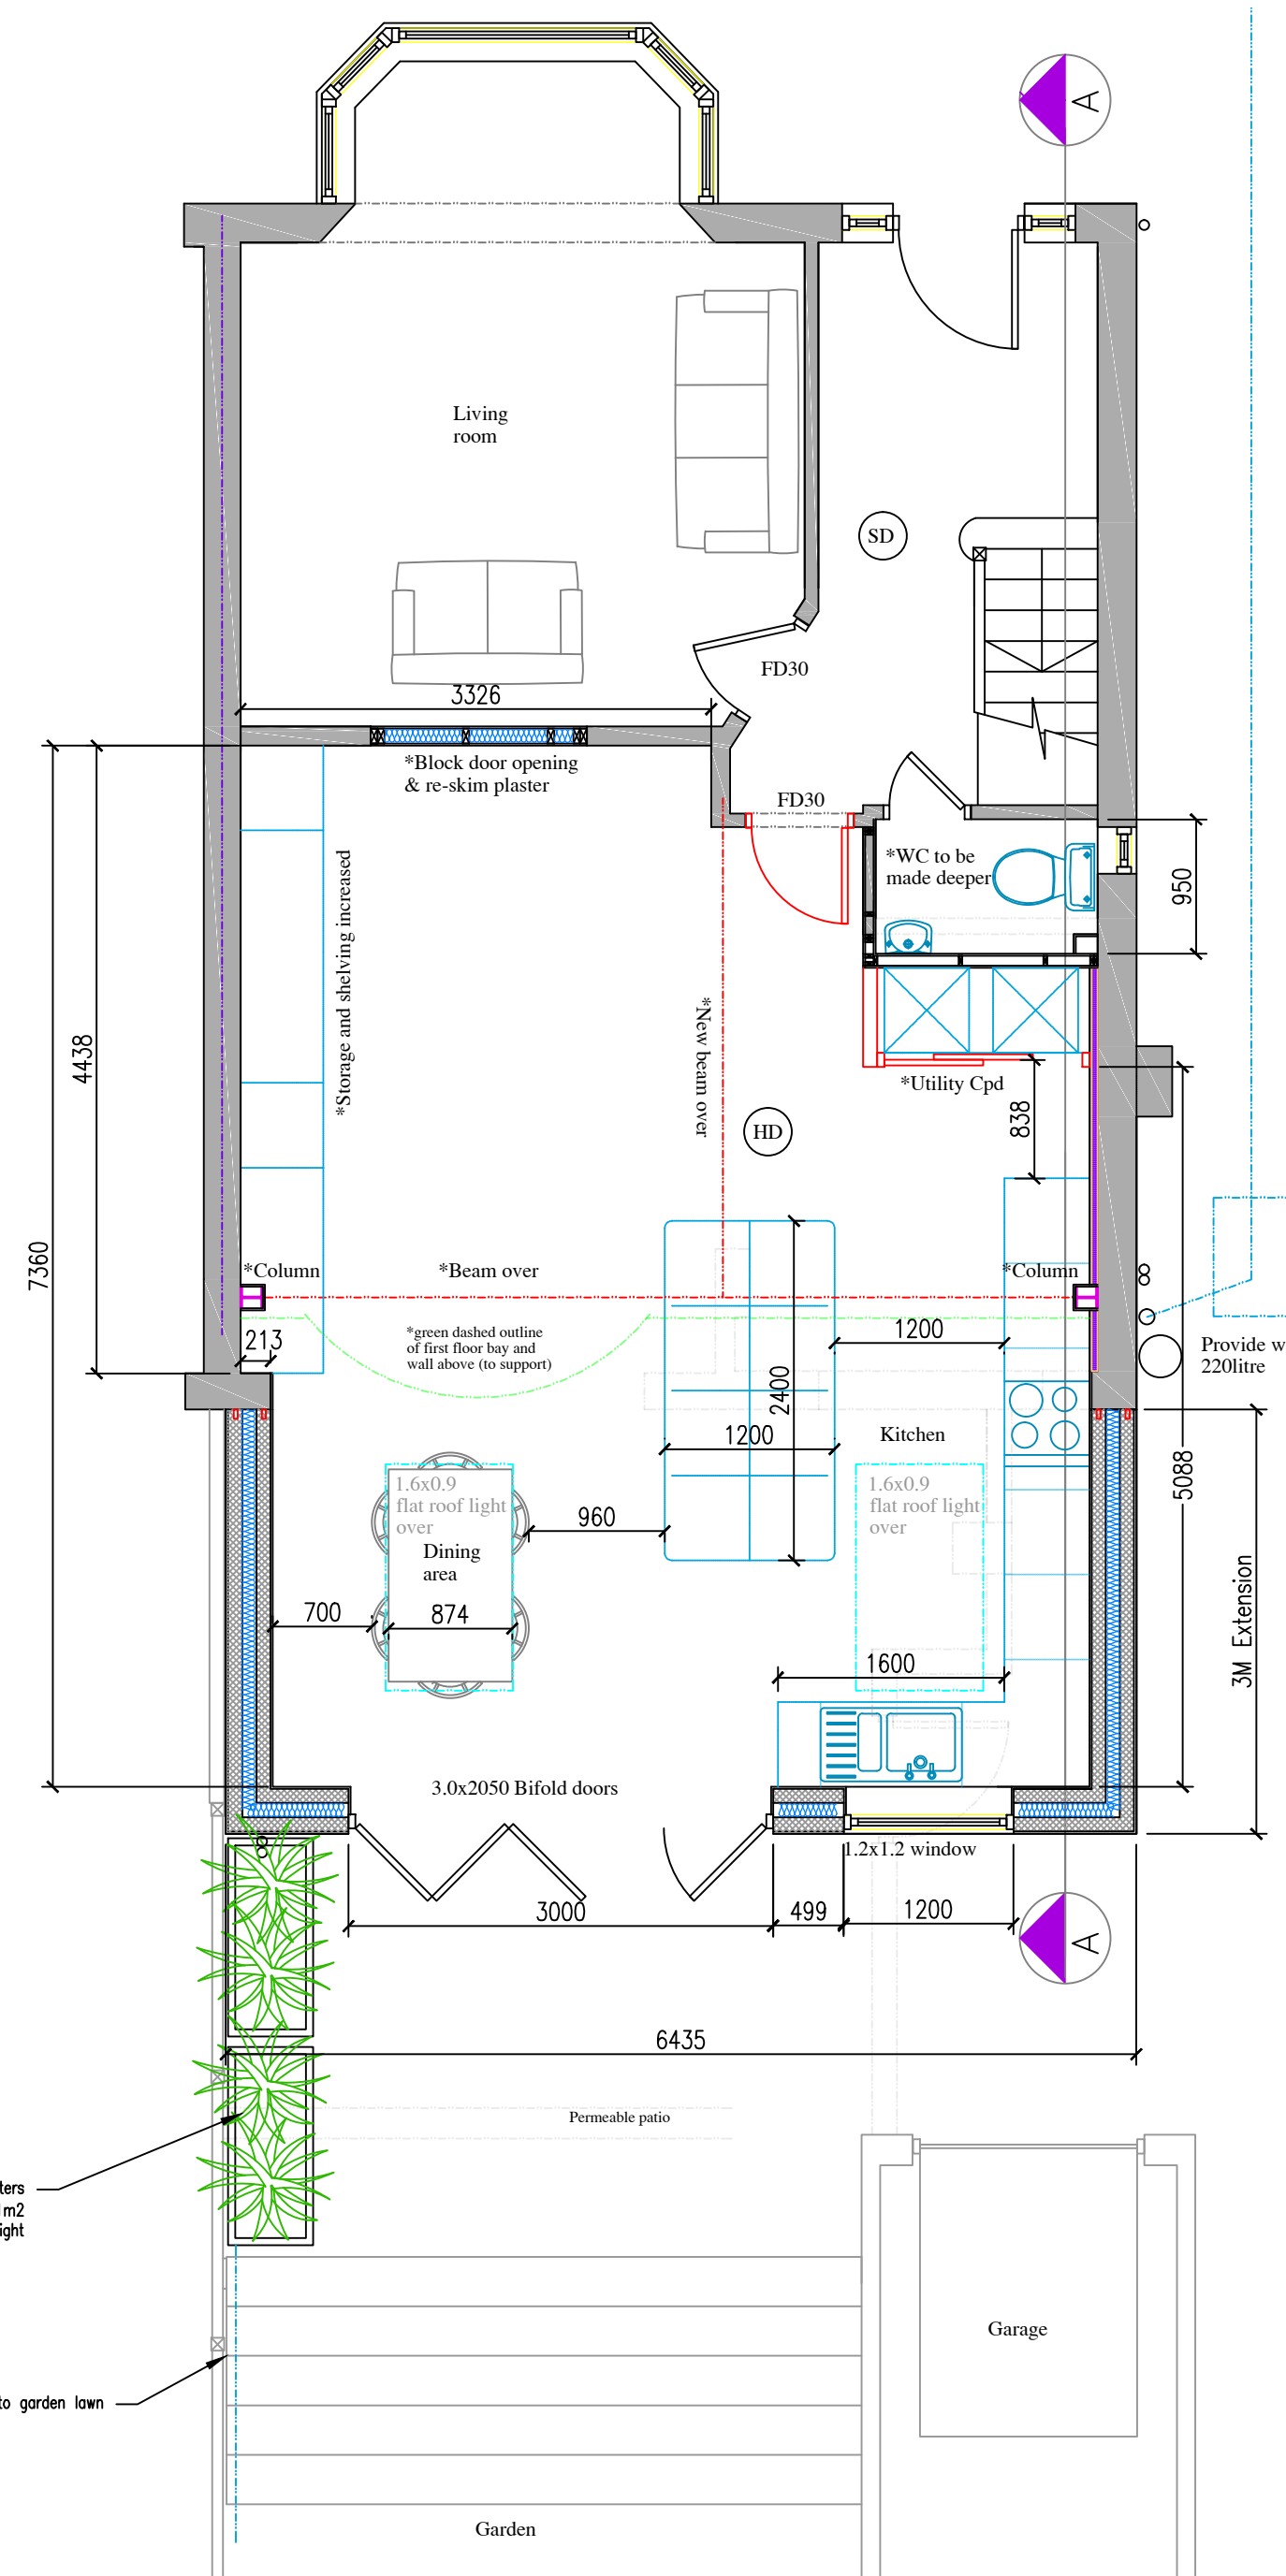 A
Living
room
SD
FD30
3326
*Block door opening
& re-skim plaster
FD30
*WC to be
made deeper
950
*Storage and shelving increased
4438
7360
*New beam over
*Utility Cpd
838
HD
*Column
*Beam over
*Column
213
*green dashed outline
of first floor bay and
wall above (to support)
1200
2400
1200
Provide w
220litre
Kitchen
5088
3M Extension
1.6x0.9
flat roof light
over
Dining
area
1.6x0.9
flat roof light
over
960
700
874
1600
3.0x2050 Bifold doors
1.2x1.2 window
3000
499
1200
A
6435
Permeable patio
ters
m2
ight
Garage
to garden lawn
Garden